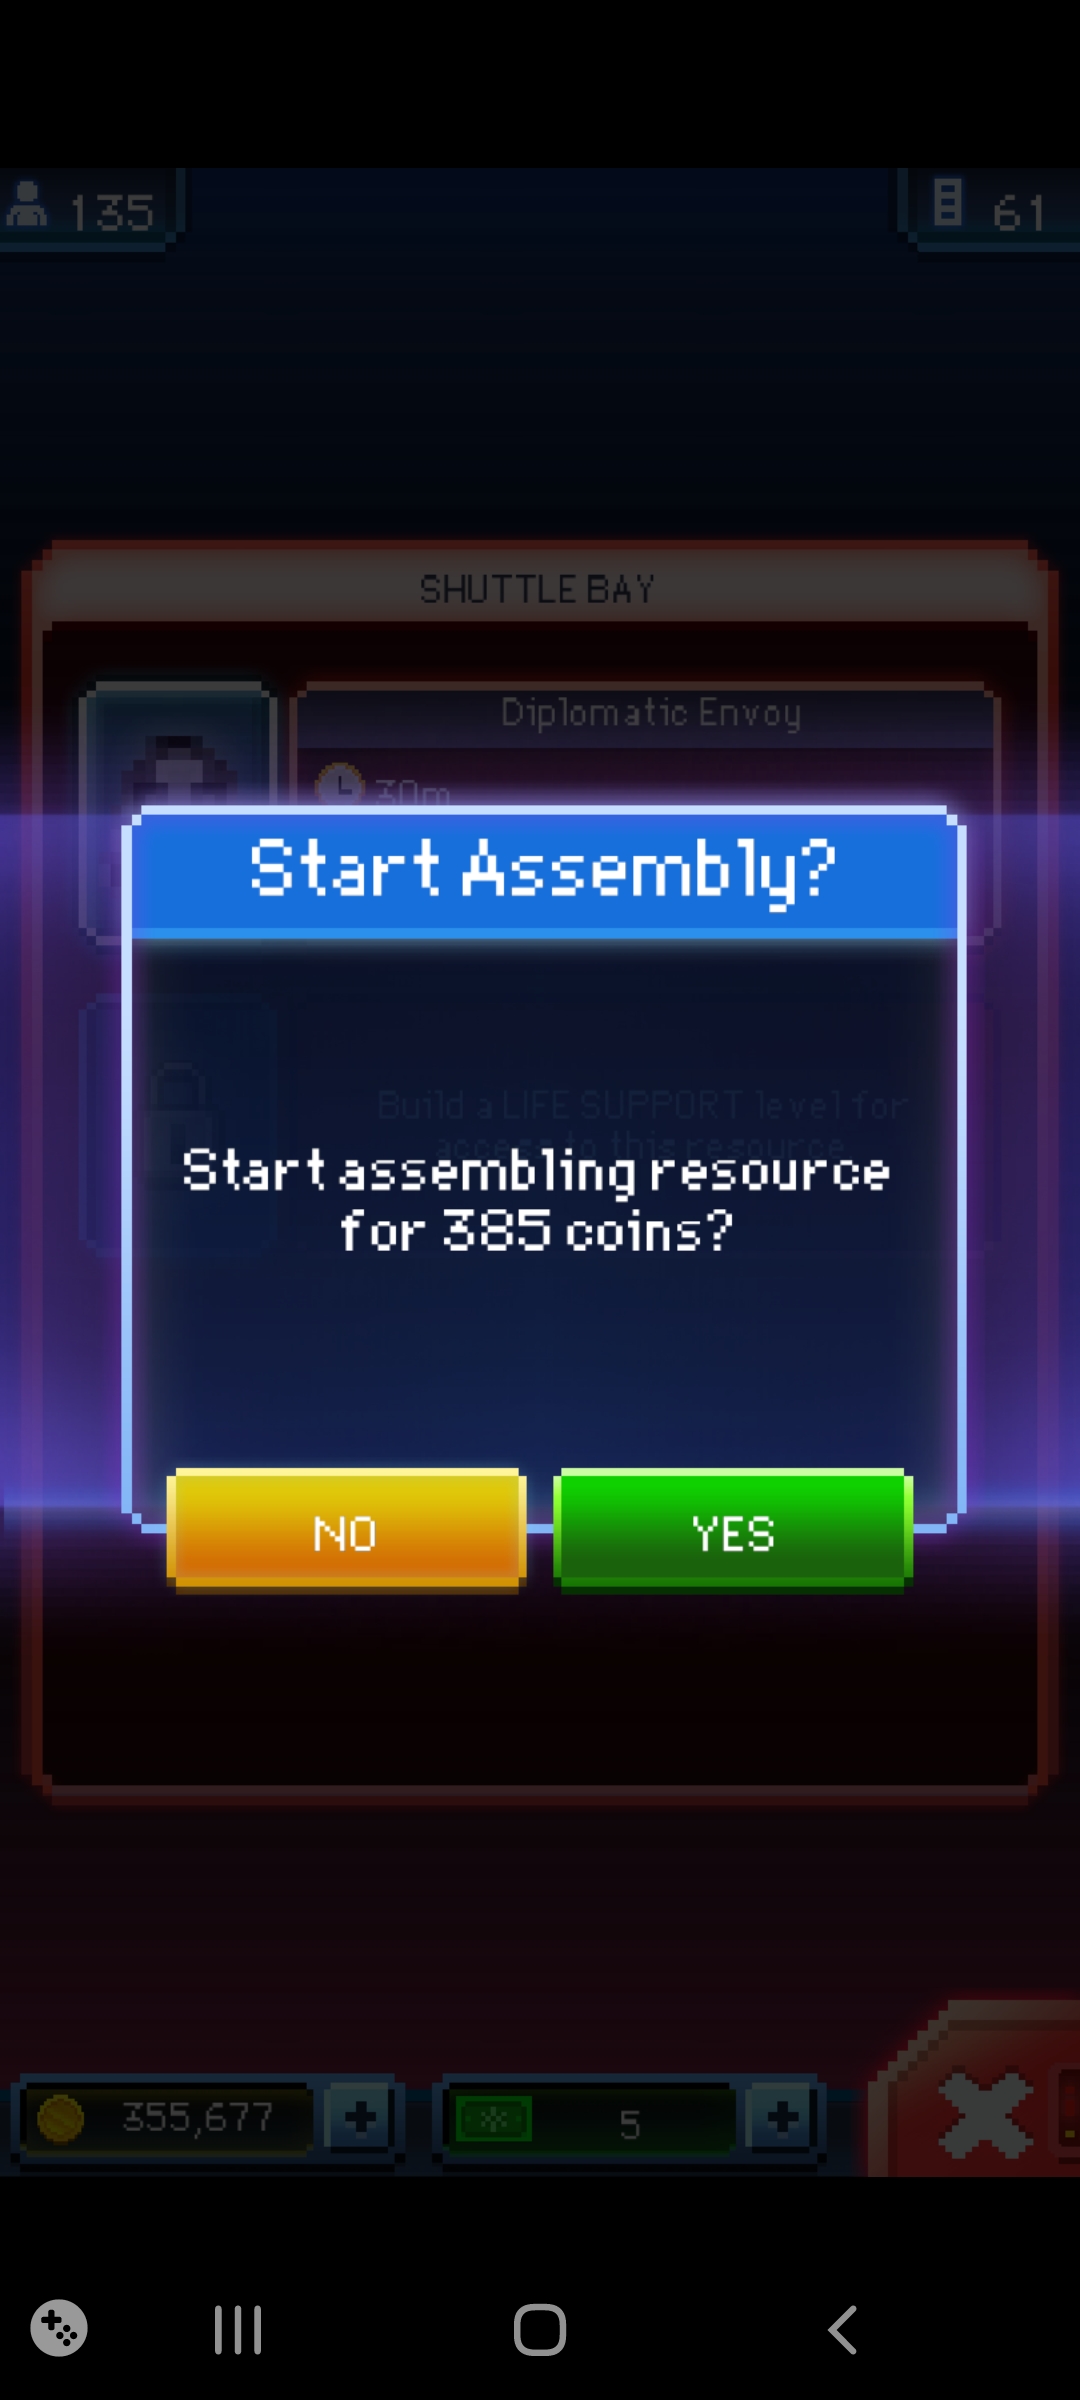 135
61
SHUTTLE BAY
Diplomatic Envoy
30m
Start Assembly?
Build a LIFE SUPPORT level for
access to this resource
Start assembling resource
for 385 coins?
NO
YES
355,677
5